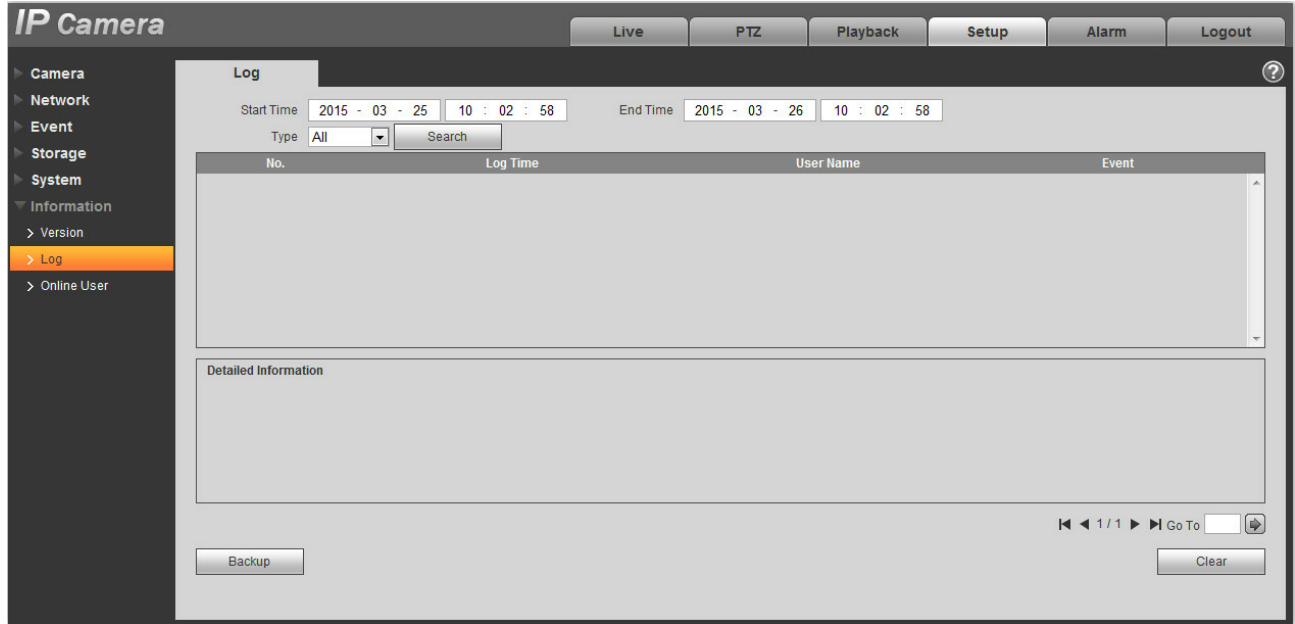 IP Camera
Live PTZ Playback Setup Alarm Logout
Camera
Network
Event
Storage
System
Information
Version
Log
Online User
Log
Start Time 2015 - 03 - 25 10 : 02 : 58 End Time 2015 - 03 - 26 10 : 02 : 58
Type All Search
No. Log Time User Name Event
Detailed Information
1 / 1 Go To
Backup Clear